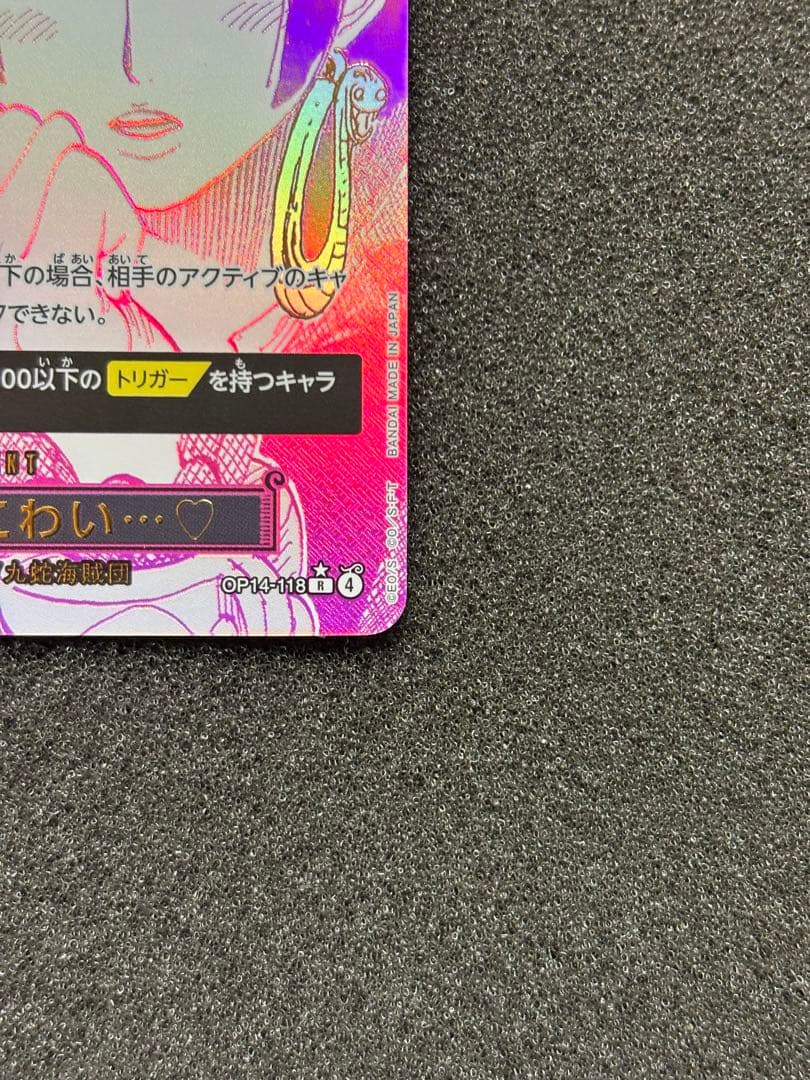 下の場合、相手のアクティブのキャ
できない。
00以下の トリガー を持つキャラ
NT
わい…♡
九蛇海賊団
OP14-118 R 4
©E.O/S. ©O/S·F·T BANDAI MADE IN JAPAN